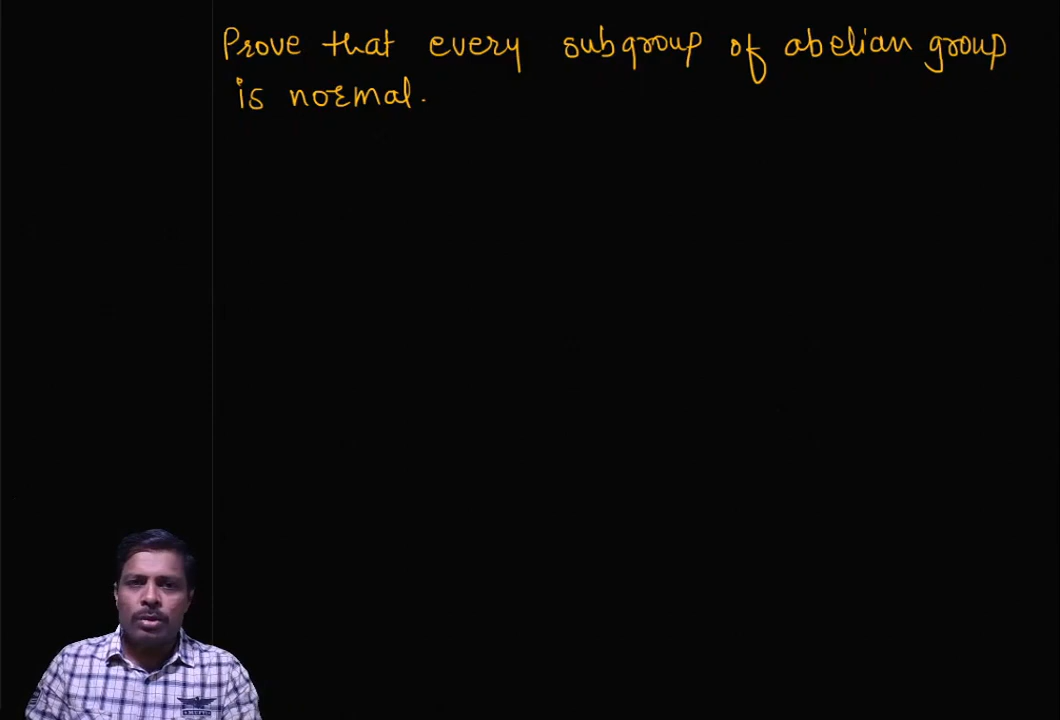 Prove that every subgroup of abelian group
is normal.